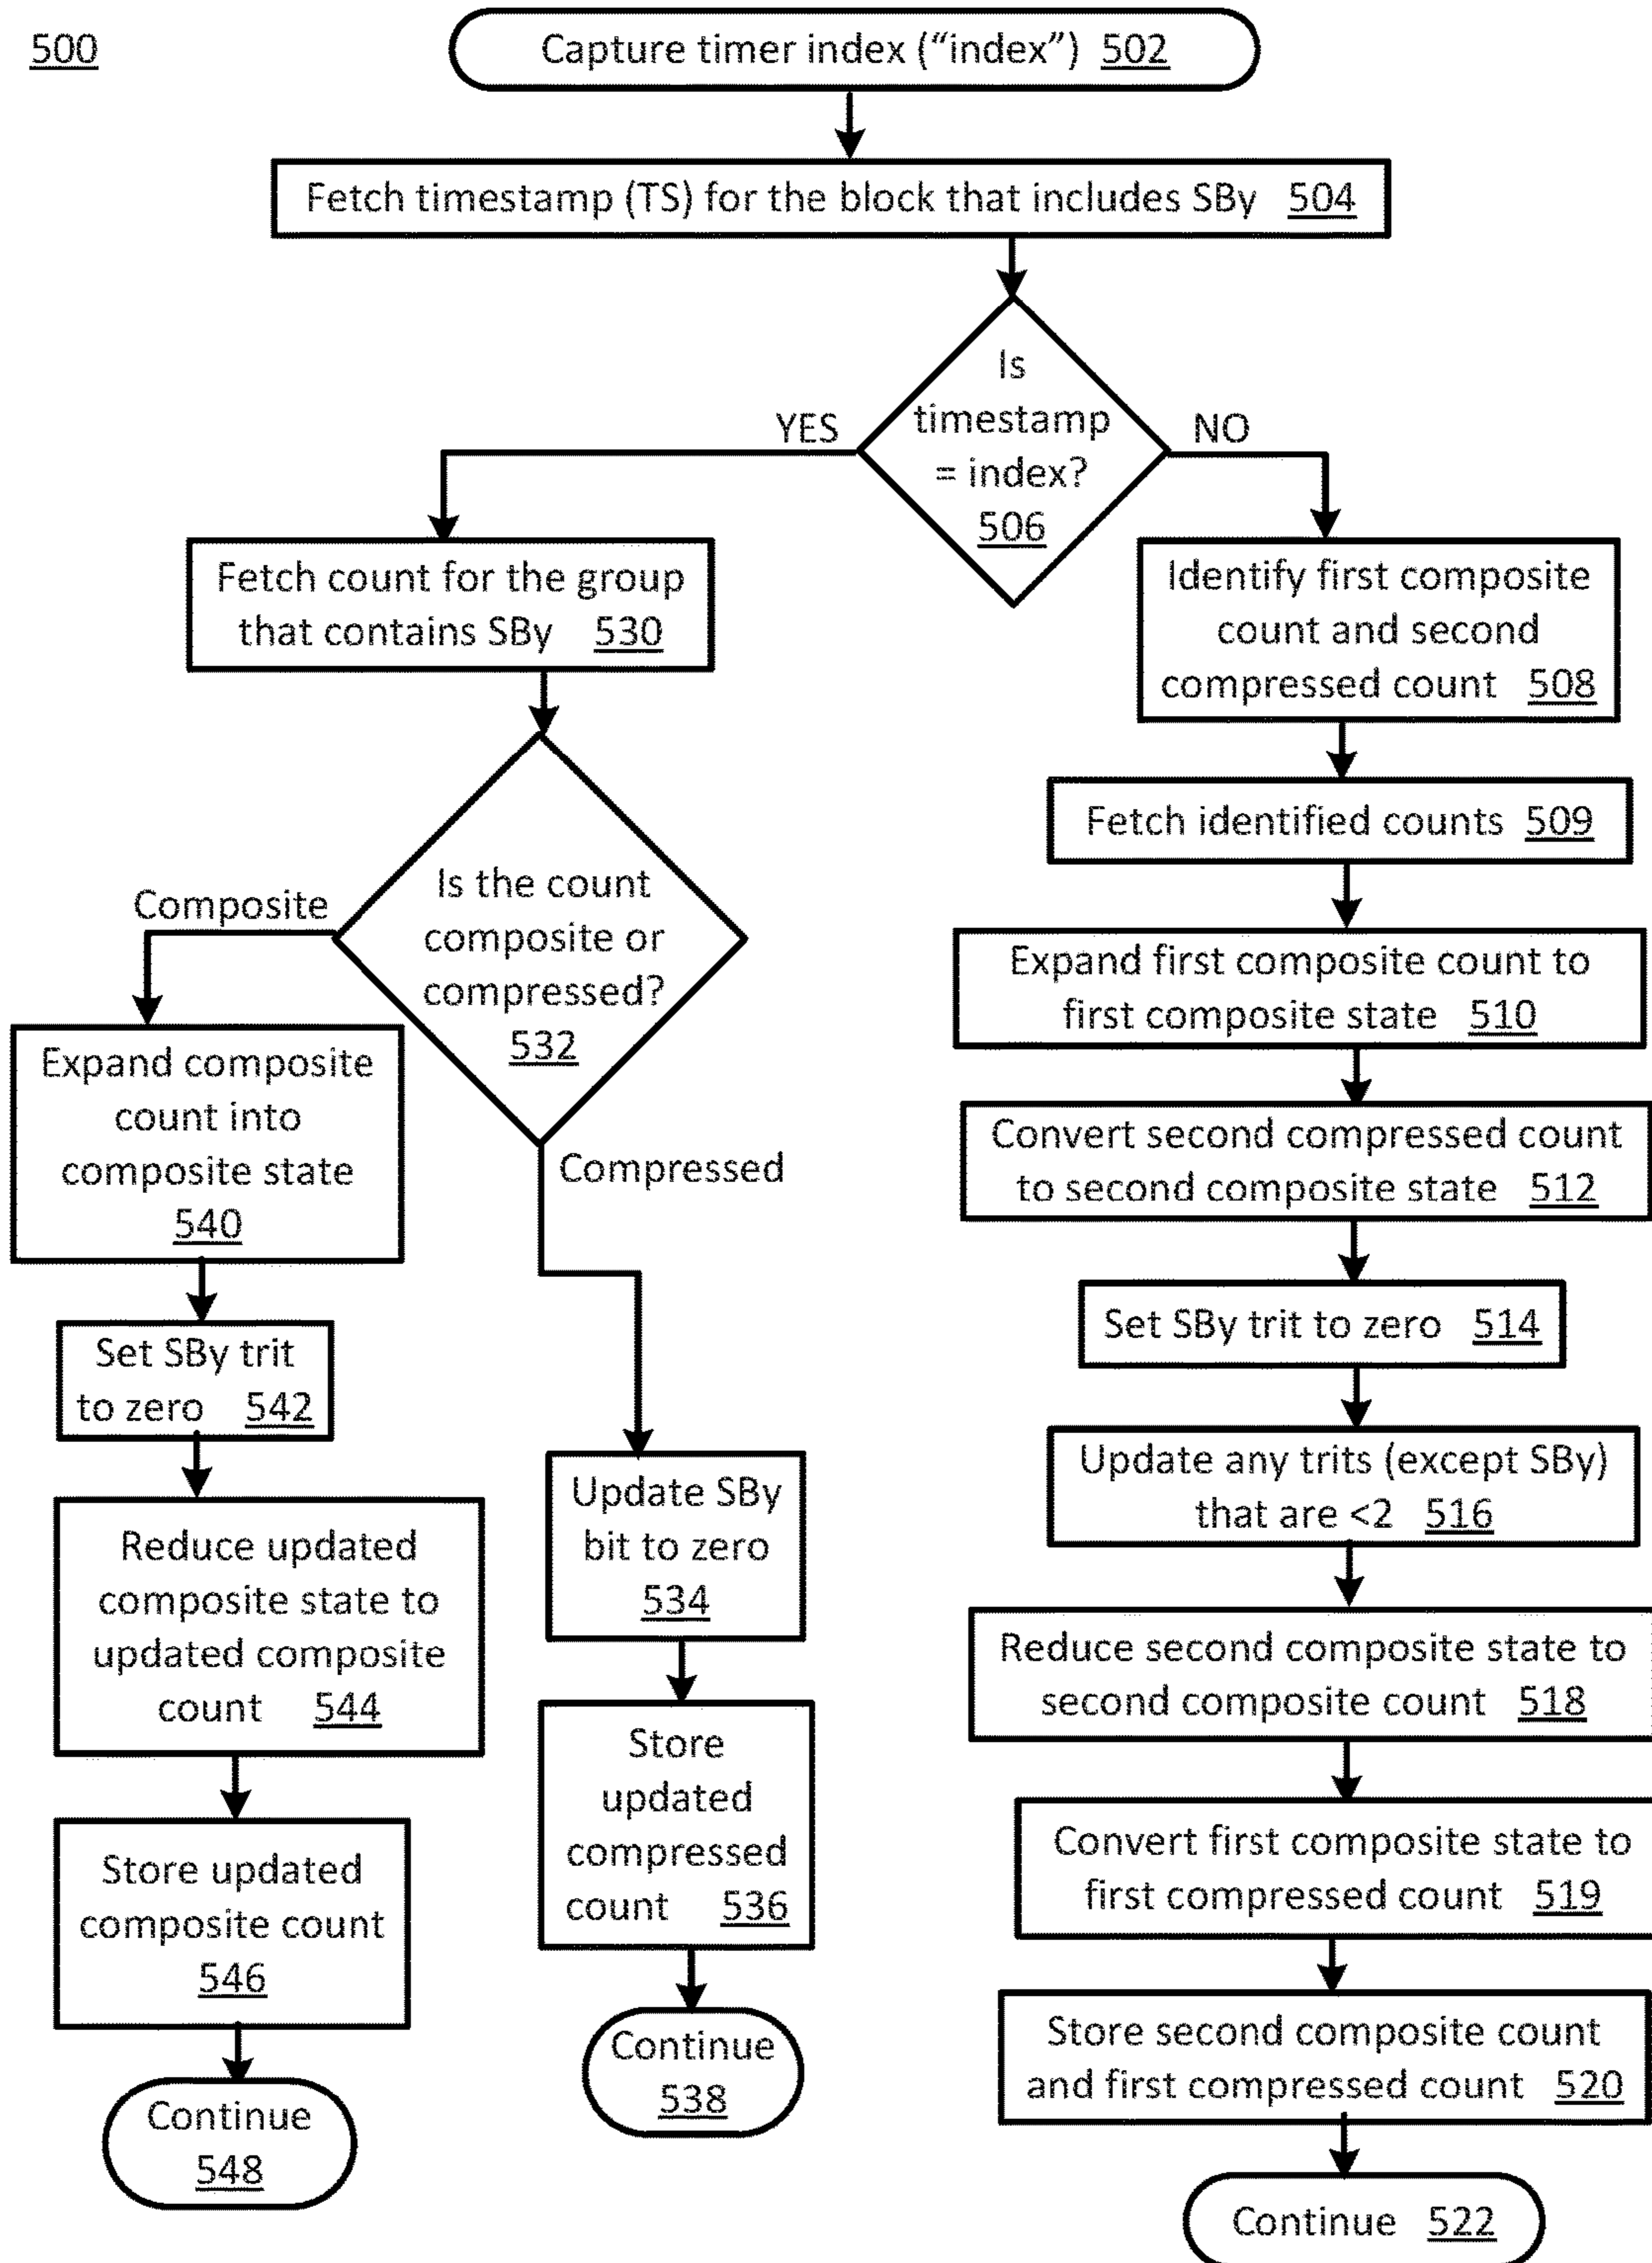 500
Capture timer index (“index”) 502
Fetch timestamp (TS) for the block that includes SBy 504
Is
timestamp
= index?
506
YES
NO
Fetch count for the group
that contains SBy 530
Is the count
composite or
compressed?
532
Composite
Compressed
Expand composite
count into
composite state
540
Set SBy trit
to zero 542
Reduce updated
composite state to
updated composite
count 544
Store updated
composite count
546
Continue
548
Update SBy
bit to zero
534
Store
updated
compressed
count 536
Continue
538
Identify first composite
count and second
compressed count 508
Fetch identified counts 509
Expand first composite count to
first composite state 510
Convert second compressed count
to second composite state 512
Set SBy trit to zero 514
Update any trits (except SBy)
that are <2 516
Reduce second composite state to
second composite count 518
Convert first composite state to
first compressed count 519
Store second composite count
and first compressed count 520
Continue 522